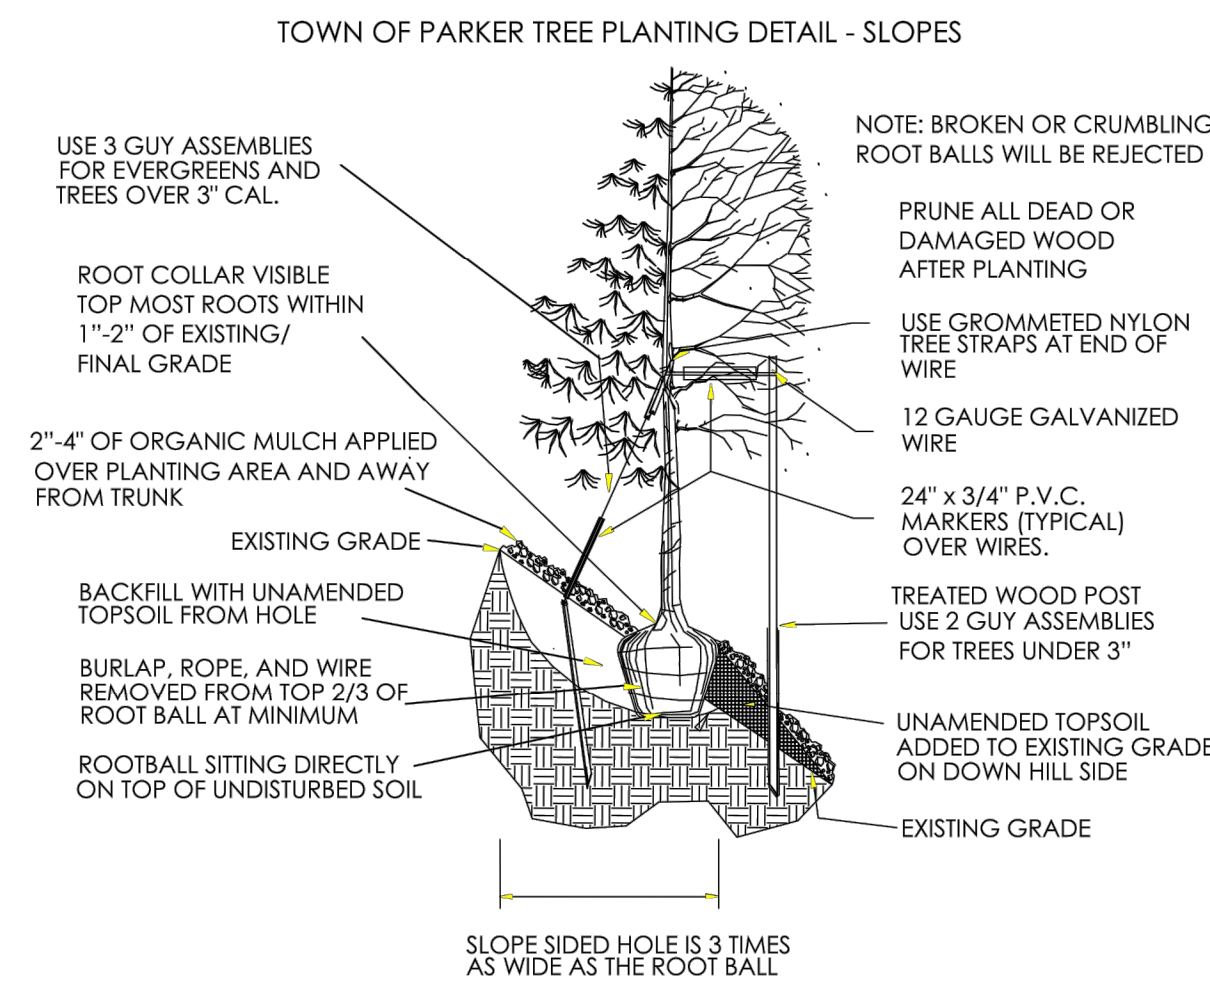 TOWN OF PARKER TREE PLANTING DETAIL - SLOPES
USE 3 GUY ASSEMBLIES
FOR EVERGREENS AND
TREES OVER 3" CAL.
ROOT COLLAR VISIBLE
TOP MOST ROOTS WITHIN
1”-2” OF EXISTING/
FINAL GRADE
2”-4" OF ORGANIC MULCH APPLIED
OVER PLANTING AREA AND AWAY
FROM TRUNK
EXISTING GRADE
BACKFILL WITH UNAMENDED
TOPSOIL FROM HOLE
BURLAP, ROPE, AND WIRE
REMOVED FROM TOP 2/3 OF
ROOT BALL AT MINIMUM
ROOTBALL SITTING DIRECTLY
ON TOP OF UNDISTURBED SOIL
NOTE: BROKEN OR CRUMBLING
ROOT BALLS WILL BE REJECTED
PRUNE ALL DEAD OR
DAMAGED WOOD
AFTER PLANTING
USE GROMMETED NYLON
TREE STRAPS AT END OF
WIRE
12 GAUGE GALVANIZED
WIRE
24" x 3/4" P.V.C.
MARKERS (TYPICAL)
OVER WIRES.
TREATED WOOD POST
USE 2 GUY ASSEMBLIES
FOR TREES UNDER 3”
UNAMENDED TOPSOIL
ADDED TO EXISTING GRADE
ON DOWN HILL SIDE
EXISTING GRADE
SLOPE SIDED HOLE IS 3 TIMES
AS WIDE AS THE ROOT BALL